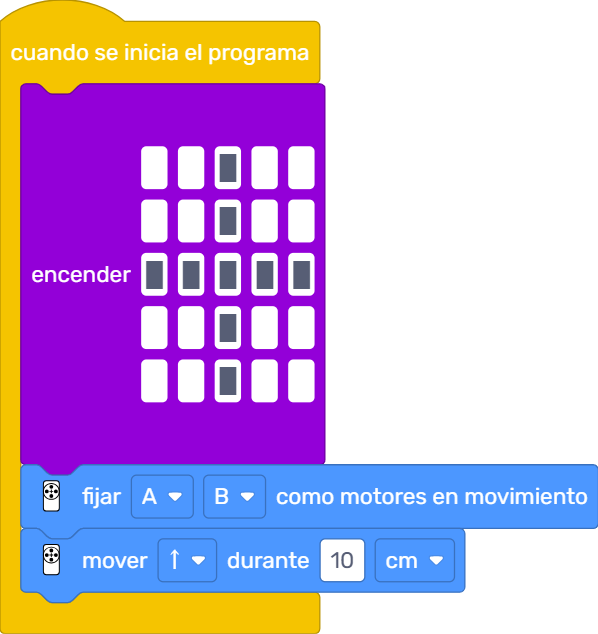 cuando se inicia el programa
encender
fijar A B como motores en movimiento
mover ↑ durante 10 cm